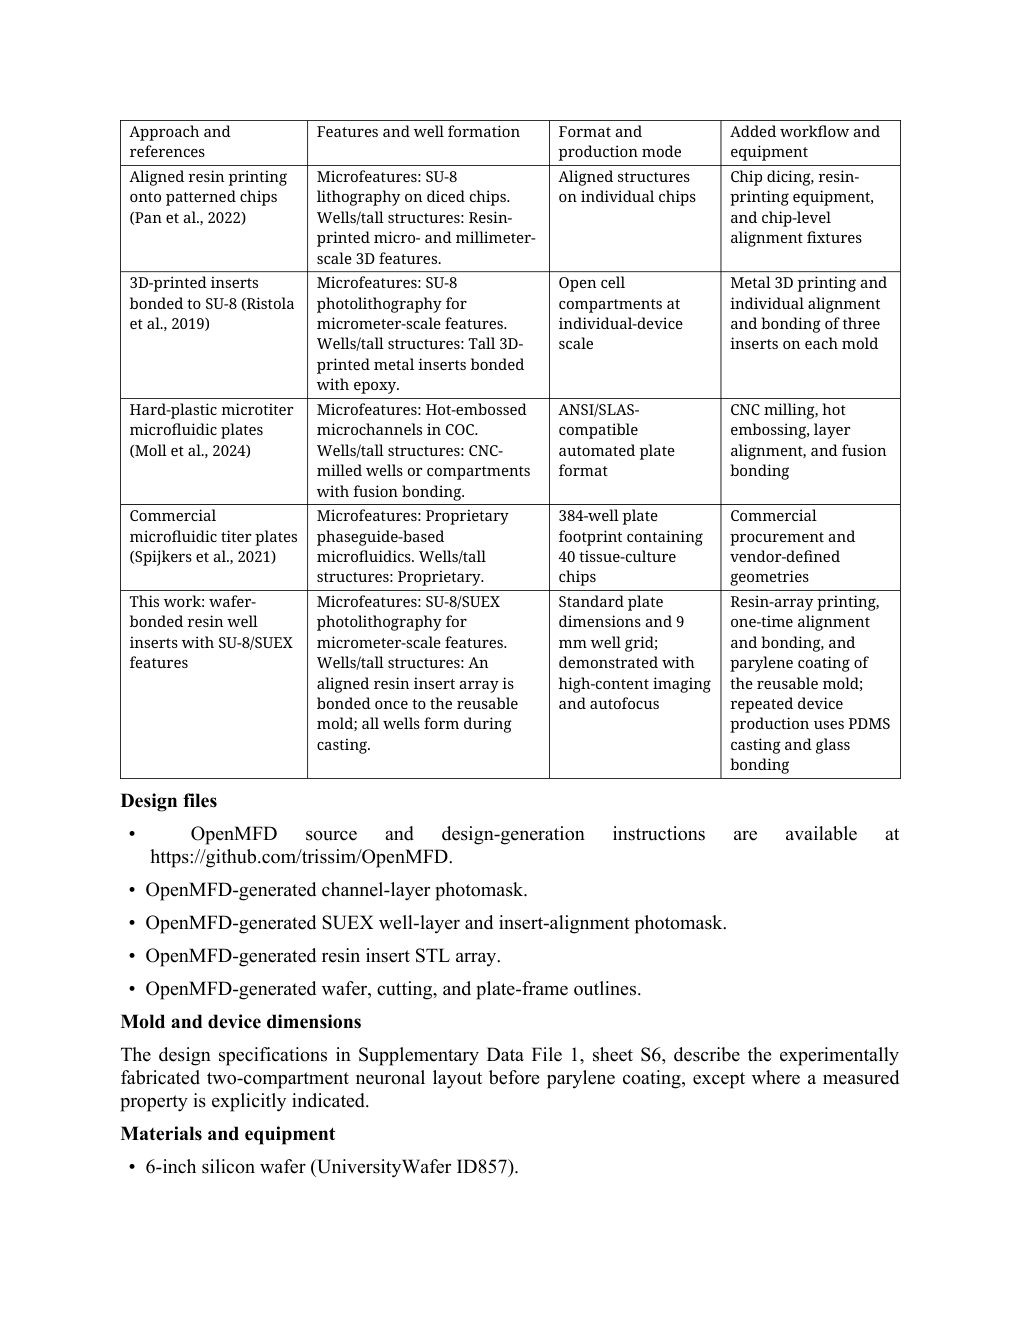 Approach and references
Features and well formation
Format and production mode
Added workflow and equipment
Aligned resin printing
onto patterned chips
(Pan et al., 2022)
Microfeatures: SU-8
lithography on diced chips.
Wells/tall structures: Resin-
printed micro- and millimeter-
scale 3D features.
Aligned structures
on individual chips
Chip dicing, resin-
printing equipment,
and chip-level
alignment fixtures
3D-printed inserts
bonded to SU-8 (Ristola
et al., 2019)
Microfeatures: SU-8
photolithography for
micrometer-scale features.
Wells/tall structures: Tall 3D-
printed metal inserts bonded
with epoxy.
Open cell
compartments at
individual-device
scale
Metal 3D printing and
individual alignment
and bonding of three
inserts on each mold
Hard-plastic microtiter
microfluidic plates
(Moll et al., 2024)
Microfeatures: Hot-embossed
microchannels in COC.
Wells/tall structures: CNC-
milled wells or compartments
with fusion bonding.
ANSI/SLAS-
compatible
automated plate
format
CNC milling, hot
embossing, layer
alignment, and fusion
bonding
Commercial
microfluidic titer plates
(Spijkers et al., 2021)
Microfeatures: Proprietary
phaseguide-based
microfluidics. Wells/tall
structures: Proprietary.
384-well plate
footprint containing
40 tissue-culture
chips
Commercial
procurement and
vendor-defined
geometries
This work: wafer-
bonded resin well
inserts with SU-8/SUEX
features
Microfeatures: SU-8/SUEX
photolithography for
micrometer-scale features.
Wells/tall structures: An
aligned resin insert array is
bonded once to the reusable
mold; all wells form during
casting.
Standard plate
dimensions and 9
mm well grid;
demonstrated with
high-content imaging
and autofocus
Resin-array printing,
one-time alignment
and bonding, and
parylene coating of
the reusable mold;
repeated device
production uses PDMS
casting and glass
bonding
Design files
• OpenMFD source and design-generation instructions are available at
https://github.com/trissim/OpenMFD.
• OpenMFD-generated channel-layer photomask.
• OpenMFD-generated SUEX well-layer and insert-alignment photomask.
• OpenMFD-generated resin insert STL array.
• OpenMFD-generated wafer, cutting, and plate-frame outlines.
Mold and device dimensions
The design specifications in Supplementary Data File 1, sheet S6, describe the experimentally
fabricated two-compartment neuronal layout before parylene coating, except where a measured
property is explicitly indicated.
Materials and equipment
• 6-inch silicon wafer (UniversityWafer ID857).